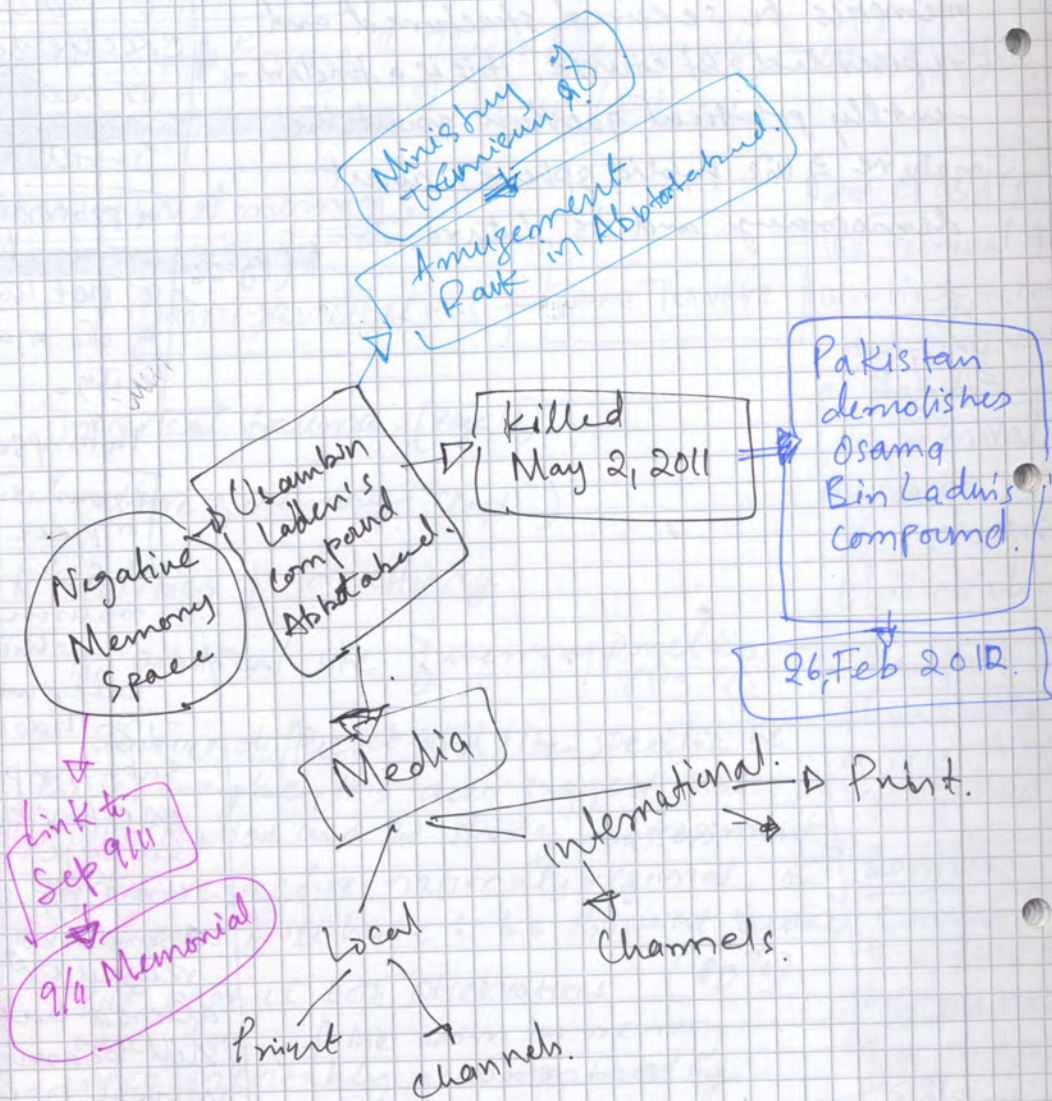 Ministry of
Tourism
Amuzement
Park in Abbotabad.
Usambin
Laden's
compound
Abbotabad.
Killed
May 2, 2011
Pakistan
demolishes
Osama
Bin Ladin's
compound.
26, Feb 2012.
Negative
Memory
Space
Link to
Sep 9/11
9/11 Memorial
Media
Local
Print
channels.
international.
Print.
Channels.